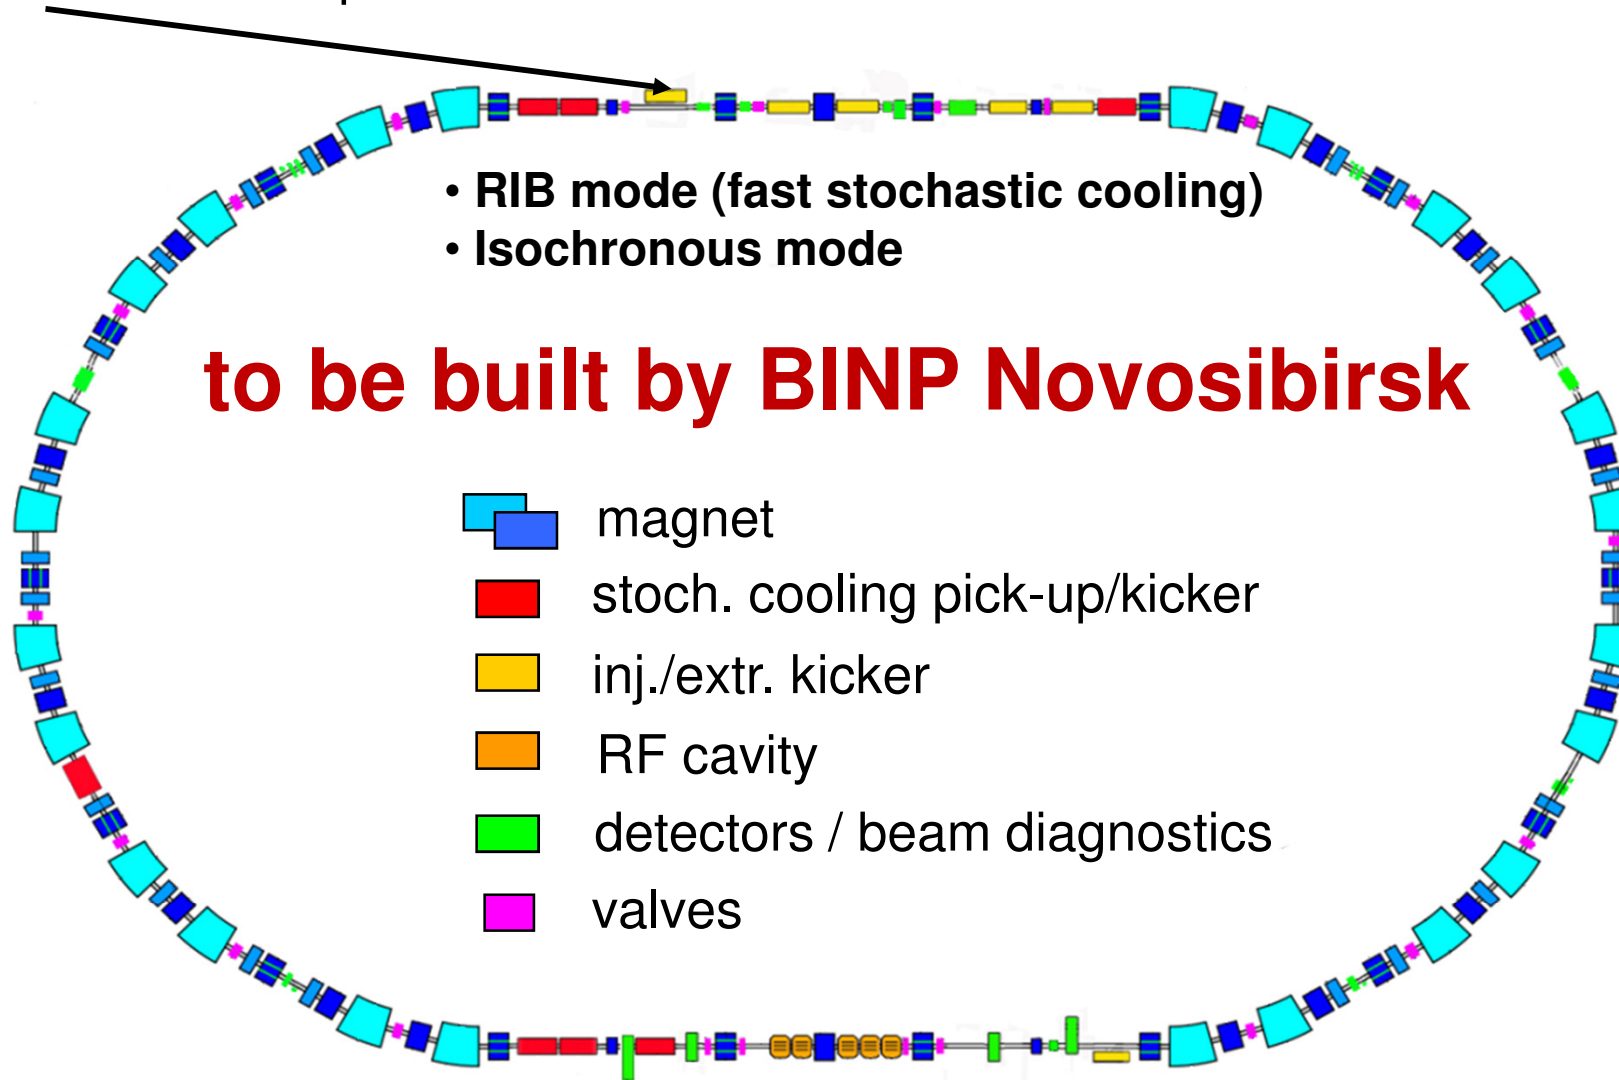 • RIB mode (fast stochastic cooling)
• Isochronous mode
to be built by BINP Novosibirsk
magnet
stoch. cooling pick-up/kicker
inj./extr. kicker
RF cavity
detectors / beam diagnostics
valves